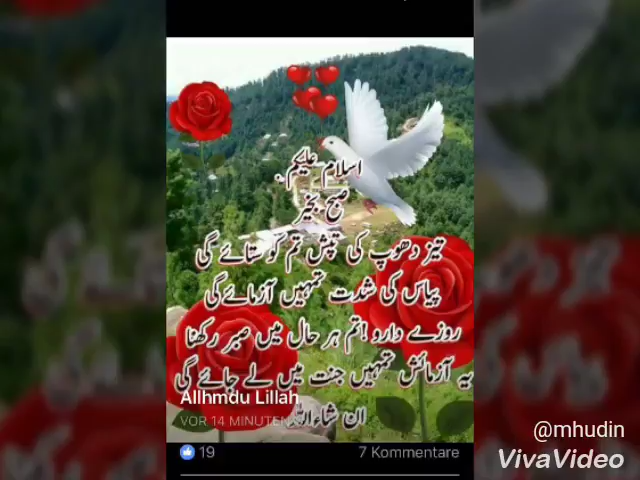 اسلام علیکم .
صبح بخیر
تیز دھوپ کی تپش تم کو ستائے گی
پیاس کی شدت تمہیں آزمائے گی
روزے دارو !تم ہر حال میں صبر رکھنا
یہ آزمائش تمہیں جنت میں لے جائے گی
Allhmdu Lillah
VOR 14 MINUTEN
ان شاءاللہ
19
7 Kommentare
@mhudin
VivaVideo